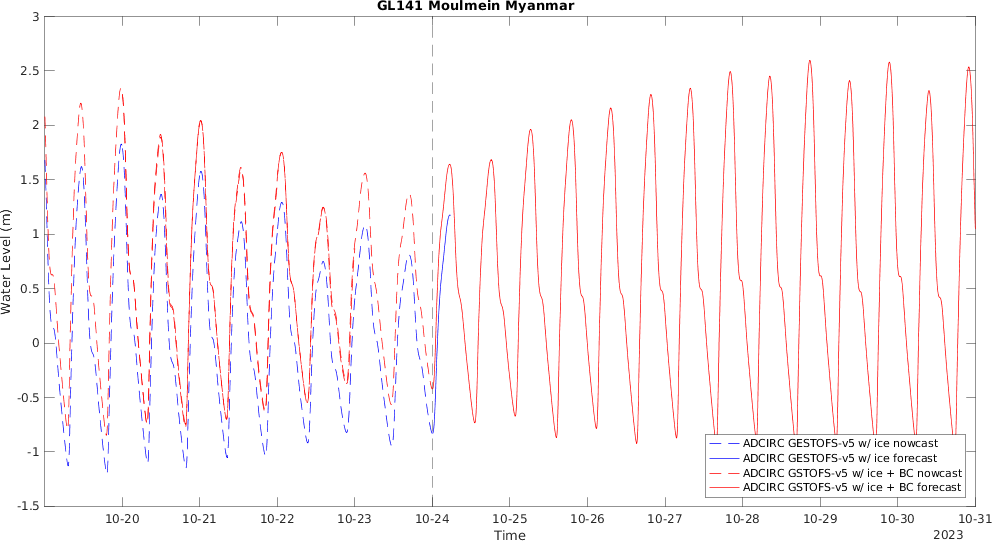 GL141 Moulmein Myanmar
3
2.5
2
1.5
1
0.5
0
-0.5
-1
-1.5
Water Level (m)
ADCIRC GESTOFS-v5 w/ ice nowcast
ADCIRC GESTOFS-v5 w/ ice forecast
ADCIRC GSTOFS-v5 w/ ice + BC nowcast
ADCIRC GSTOFS-v5 w/ ice + BC forecast
10-20 10-21 10-22 10-23 10-24 10-25 10-26 10-27 10-28 10-29 10-30 10-31
Time
2023